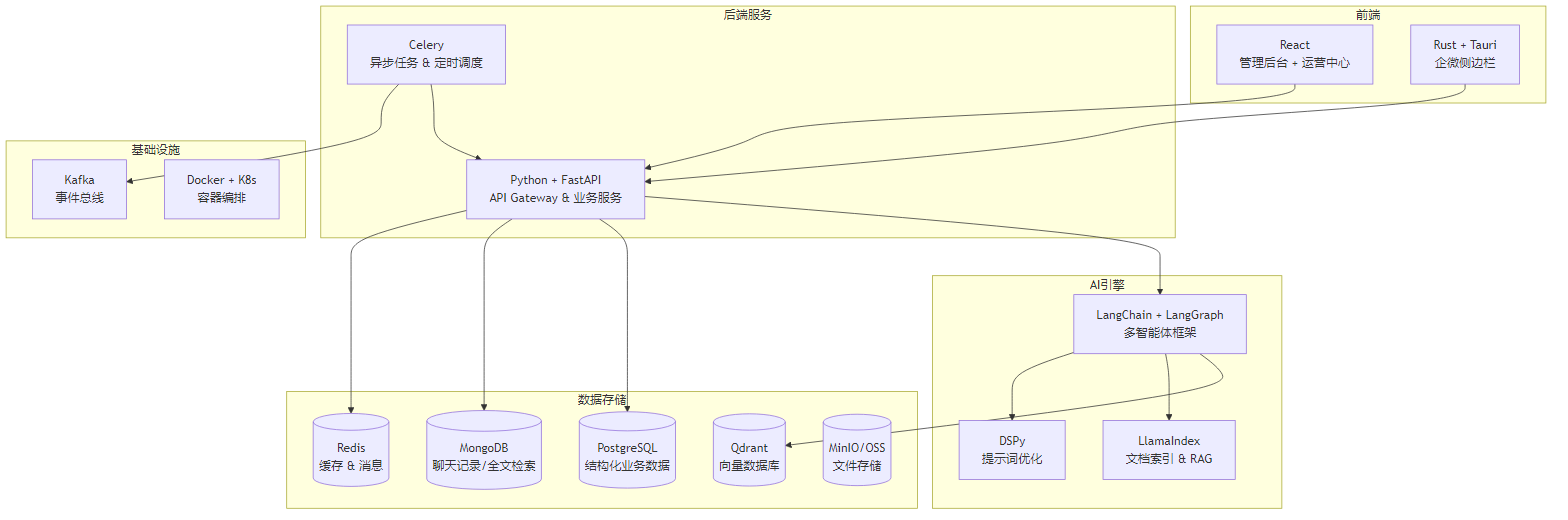 后端服务
Celery
异步任务 & 定时调度
前端
React
管理后台 + 运营中心
Rust + Tauri
企微侧边栏
基础设施
Kafka
事件总线
Docker + K8s
容器编排
Python + FastAPI
API Gateway & 业务服务
AI引擎
LangChain + LangGraph
多智能体框架
DSPy
提示词优化
LlamaIndex
文档索引 & RAG
数据存储
Redis
缓存 & 消息
MongoDB
聊天记录/全文检索
PostgreSQL
结构化业务数据
Qdrant
向量数据库
MinIO/OSS
文件存储